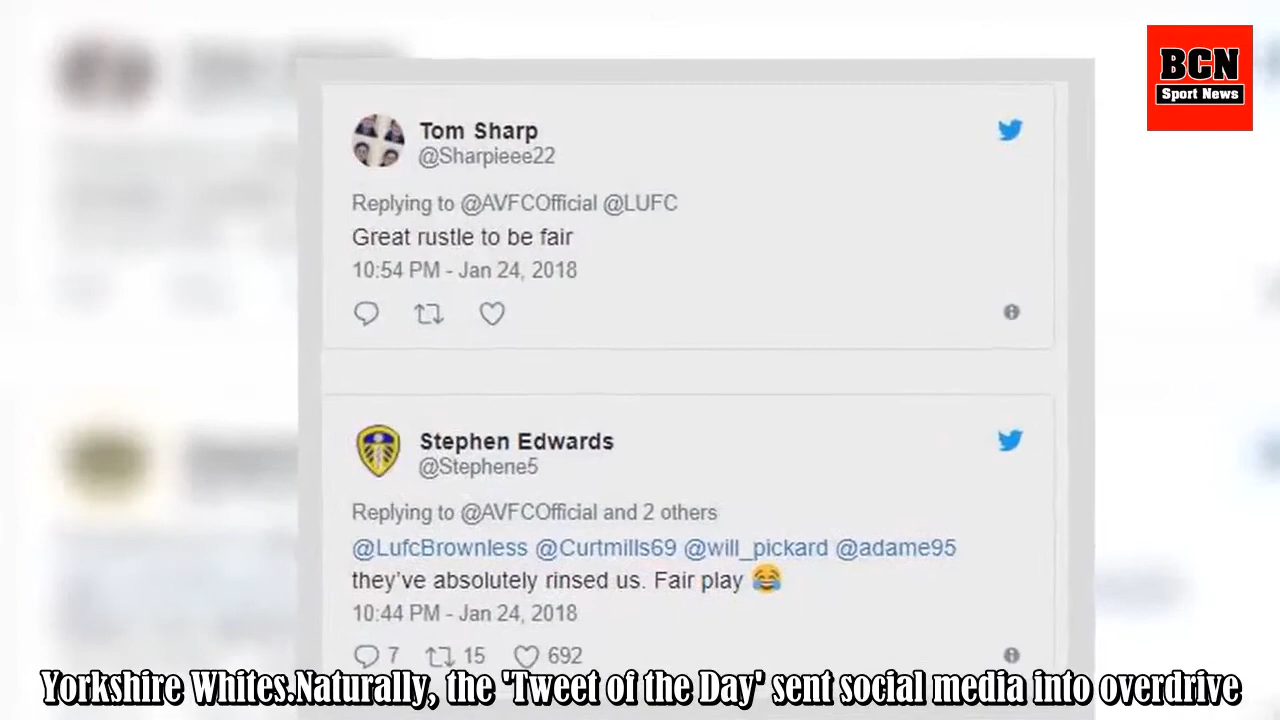 BCN
Sport News
Tom Sharp
@Sharpieee22
Replying to @AVFCOfficial @LUFC
Great rustle to be fair
10:54 PM - Jan 24, 2018
Stephen Edwards
@Stephene5
Replying to @AVFCOfficial and 2 others
@LufcBrownless @Curtmills69 @will_pickard @adame95
they've absolutely rinsed us. Fair play 😂
10:44 PM - Jan 24, 2018
7 15 692
Yorkshire Whites.Naturally, the 'Tweet of the Day' sent social media into overdrive